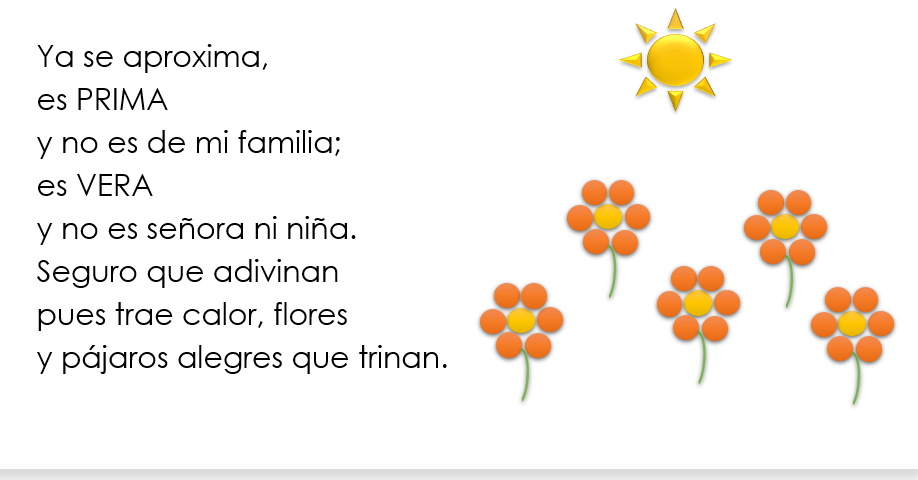 Ya se aproxima,
es PRIMA
y no es de mi familia;
es VERA
y no es señora ni niña.
Seguro que adivinan
pues trae calor, flores
y pájaros alegres que trinan.